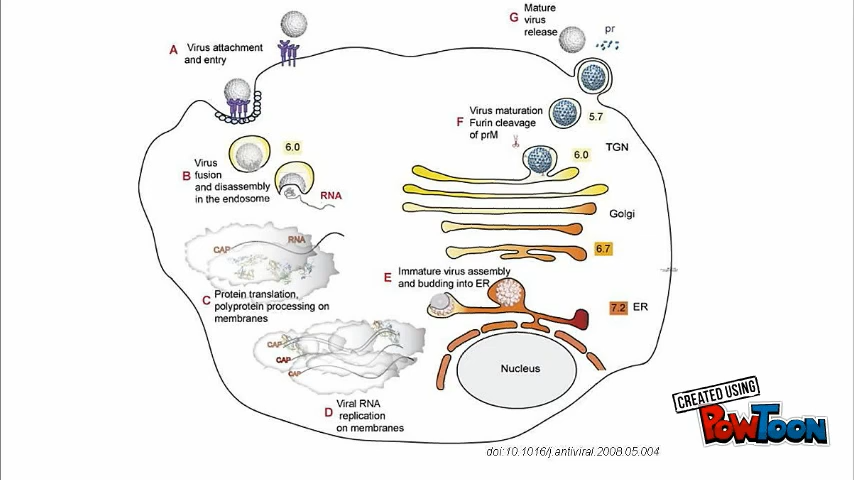 A Virus attachment
and entry
G Mature
virus
release
pr
F Virus maturation
Furin cleavage
of prM
5.7
TGN
6.0
B Virus
fusion
and disassembly
in the endosome
6.0
RNA
Golgi
6.7
CAP
RNA
C Protein translation,
polyprotein processing on
membranes
E Immature virus assembly
and budding into ER
7.2 ER
Nucleus
CAP
CAP
CAP
D Viral RNA
replication
on membranes
CREATED USING
POWTOON
doi:10.1016/j.antiviral.2008.05.004